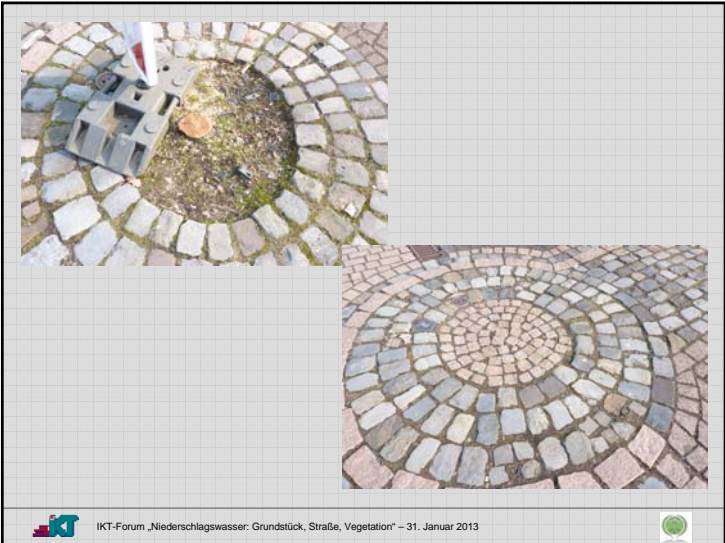 IKT
IKT-Forum „Niederschlagswasser: Grundstück, Straße, Vegetation“ – 31. Januar 2013